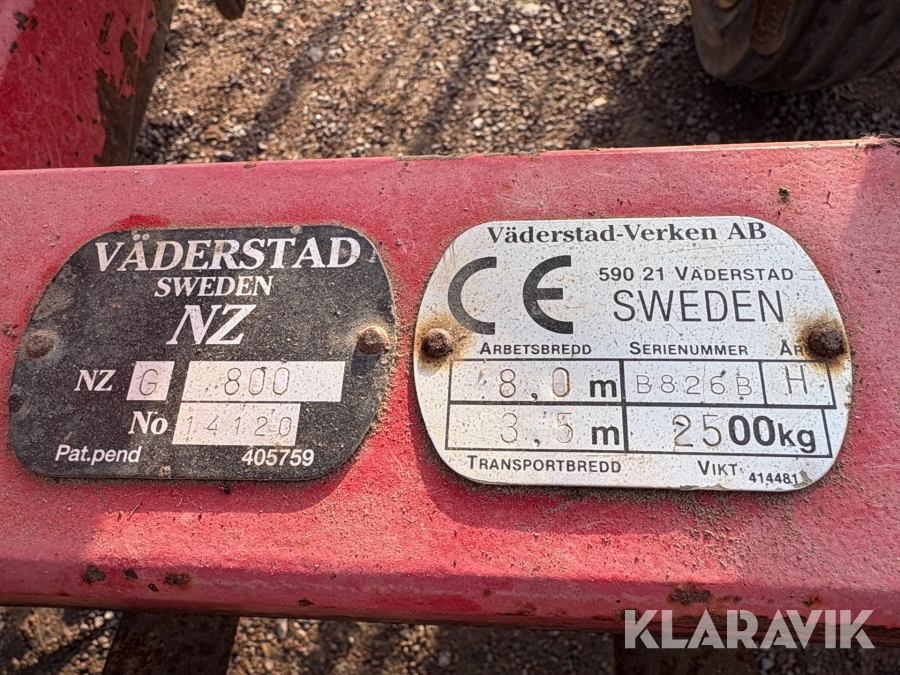 VÄDERSTAD
SWEDEN
NZ
NZ G 800
No 14120
Pat.pend 405759
Väderstad-Verken AB
CE 590 21 VÄDERSTAD
SWEDEN
ARBETSBREDD SERIENUMMER ÅR
8,0 m B826B H
3,5 m 2500kg
TRANSPORTBREDD VIKT 414481
KLARAVIK